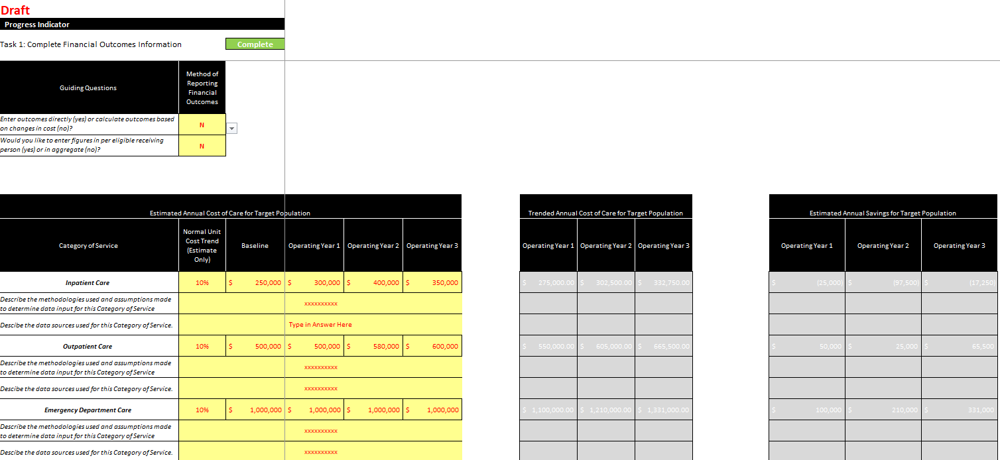 Draft
Progress Indicator
Task 1: Complete Financial Outcomes Information Complete
Guiding Questions
Method of
Reporting
Financial
Outcomes
Enter outcomes directly (yes) or calculate outcomes based
on changes in cost (no)?
N
Would you like to enter figures in per eligible receiving
person (yes) or in aggregate (no)?
N
Estimated Annual Cost of Care for Target Population
Trended Annual Cost of Care for Target Population
Estimated Annual Savings for Target Population
Category of Service
Normal Unit
Cost Trend
(Estimate
Only)
Baseline
Operating Year 1
Operating Year 2
Operating Year 3
Operating Year 1
Operating Year 2
Operating Year 3
Operating Year 1
Operating Year 2
Operating Year 3
Inpatient Care 10% $ 250,000 $ 300,000 $ 400,000 $ 350,000 $ 275,000.00 $ 302,500.00 $ 332,750.00 $ (25,000) $ (97,500) $ (17,250)
Describe the methodologies used and assumptions made
to determine data input for this Category of Service
xxxxxxxxxx
Descibe the data sources used for this Category of Service.
Type in Answer Here
Outpatient Care 10% $ 500,000 $ 500,000 $ 580,000 $ 600,000 $ 550,000.00 $ 605,000.00 $ 665,500.00 $ 50,000 $ 25,000 $ 65,500
Describe the methodologies used and assumptions made
to determine data input for this Category of Service
xxxxxxxxxx
Descibe the data sources used for this Category of Service.
xxxxxxxxxx
Emergency Department Care 10% $ 1,000,000 $ 1,000,000 $ 1,000,000 $ 1,000,000 $ 1,100,000.00 $ 1,210,000.00 $ 1,331,000.00 $ 100,000 $ 210,000 $ 331,000
Describe the methodologies used and assumptions made
to determine data input for this Category of Service
xxxxxxxxxx
Descibe the data sources used for this Category of Service.
xxxxxxxxxx